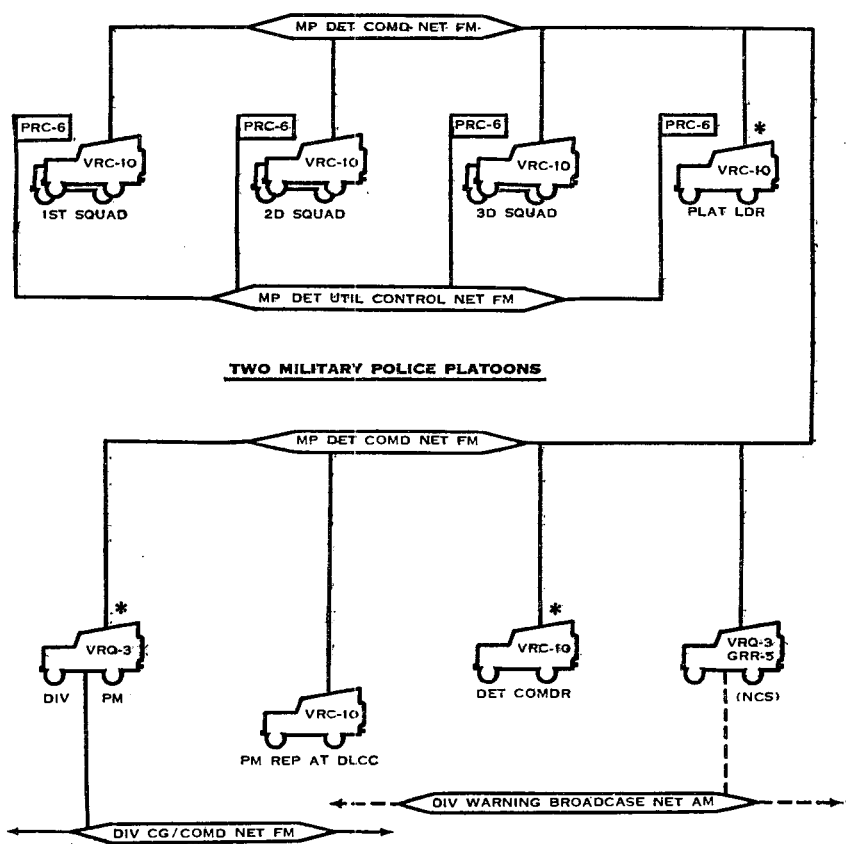 MP DET COMD NET FM
PRC-6 PRC-6 PRC-6 PRC-6 *
VRC-10 VRC-10 VRC-10 VRC-10
1ST SQUAD 2D SQUAD 3D SQUAD PLAT LDR
MP DET UTIL CONTROL NET FM
TWO MILITARY POLICE PLATOONS
MP DET COMD NET FM
* *
VRQ-3 VRC-10 VRQ-3
GRR-5
DIV PM DET COMDR (NCS)
VRC-10
PM REP AT DLCC
DIV WARNING BROADCASE NET AM
DIV CG/COMD NET FM